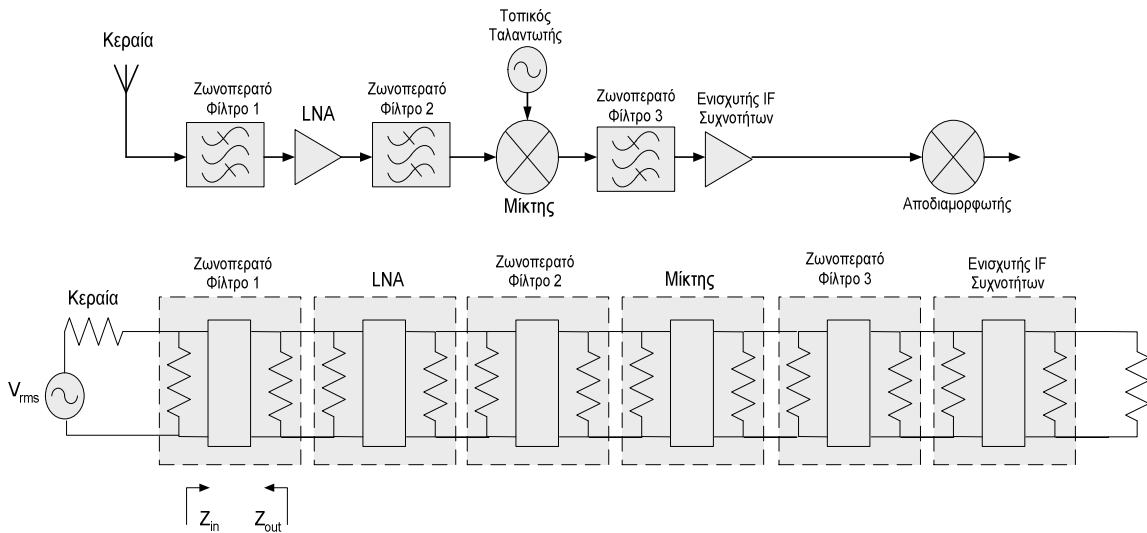 Κεραία
Ζωνοπερατό
Φίλτρο 1
LNA
Ζωνοπερατό
Φίλτρο 2
Τοπικός
Ταλαντωτής
Μίκτης
Ζωνοπερατό
Φίλτρο 3
Ενισχυτής IF
Συχνοτήτων
Αποδιαμορφωτής
Κεραία
Vrms
Ζωνοπερατό
Φίλτρο 1
LNA
Ζωνοπερατό
Φίλτρο 2
Μίκτης
Ζωνοπερατό
Φίλτρο 3
Ενισχυτής IF
Συχνοτήτων
Zin
Zout